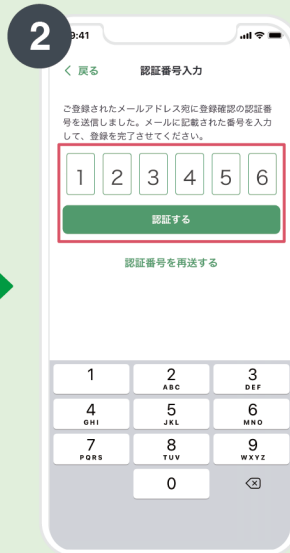 2
9:41
戻る
認証番号入力
ご登録されたメールアドレス宛に登録確認の認証番
号を送信しました。メールに記載された番号を入力
して、登録を完了させてください。
1 2 3 4 5 6
認証する
認証番号を再送する
1 2 3
ABC DEF
4 5 6
GHI JKL MNO
7 8 9
PQRS TUV WXYZ
0